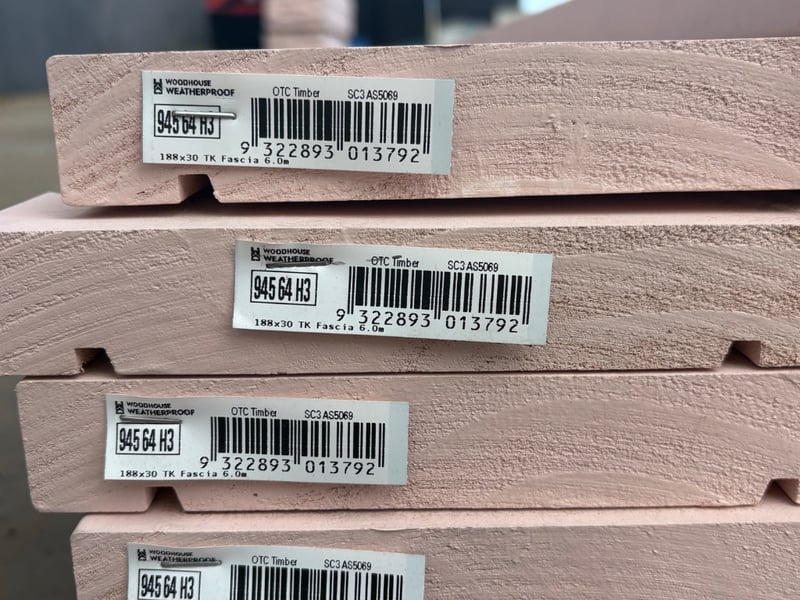 WOODHOUSE
WEATHERPROOF
OTC Timber SC3 AS5069
945 64 H3
9 322893 013792
188x30 TK Fascia 6.0m
WOODHOUSE
WEATHERPROOF
OTC Timber SC3 AS5069
945 64 H3
9 322893 013792
188x30 TK Fascia 6.0m
WOODHOUSE
WEATHERPROOF
OTC Timber SC3 AS5069
945 64 H3
9 322893 013792
188x30 TK Fascia 6.0m
WOODHOUSE
WEATHERPROOF
OTC Timber SC3 AS5069
945 64 H3